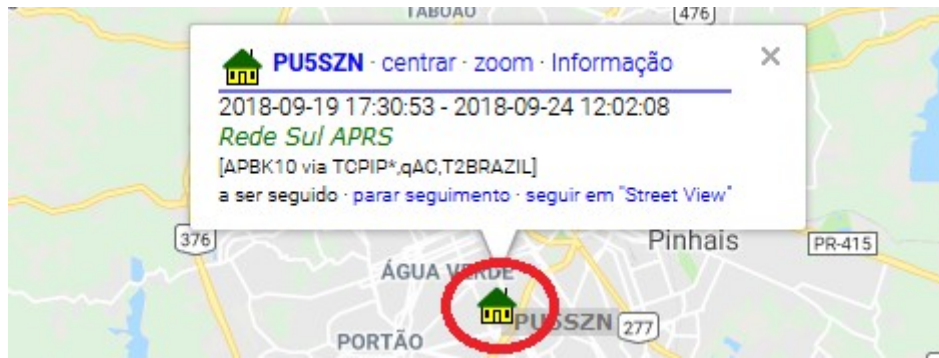 TABOÃO
476
PU5SZN · centrar · zoom · Informação ×
2018-09-19 17:30:53 - 2018-09-24 12:02:08
Rede Sul APRS
[APBK10 via TCPIP*,qAC,T2BRAZIL]
a ser seguido · parar seguimento · seguir em "Street View"
376
Pinhais
PR-415
ÁGUA VERDE
PU5SZN
277
PORTÃO